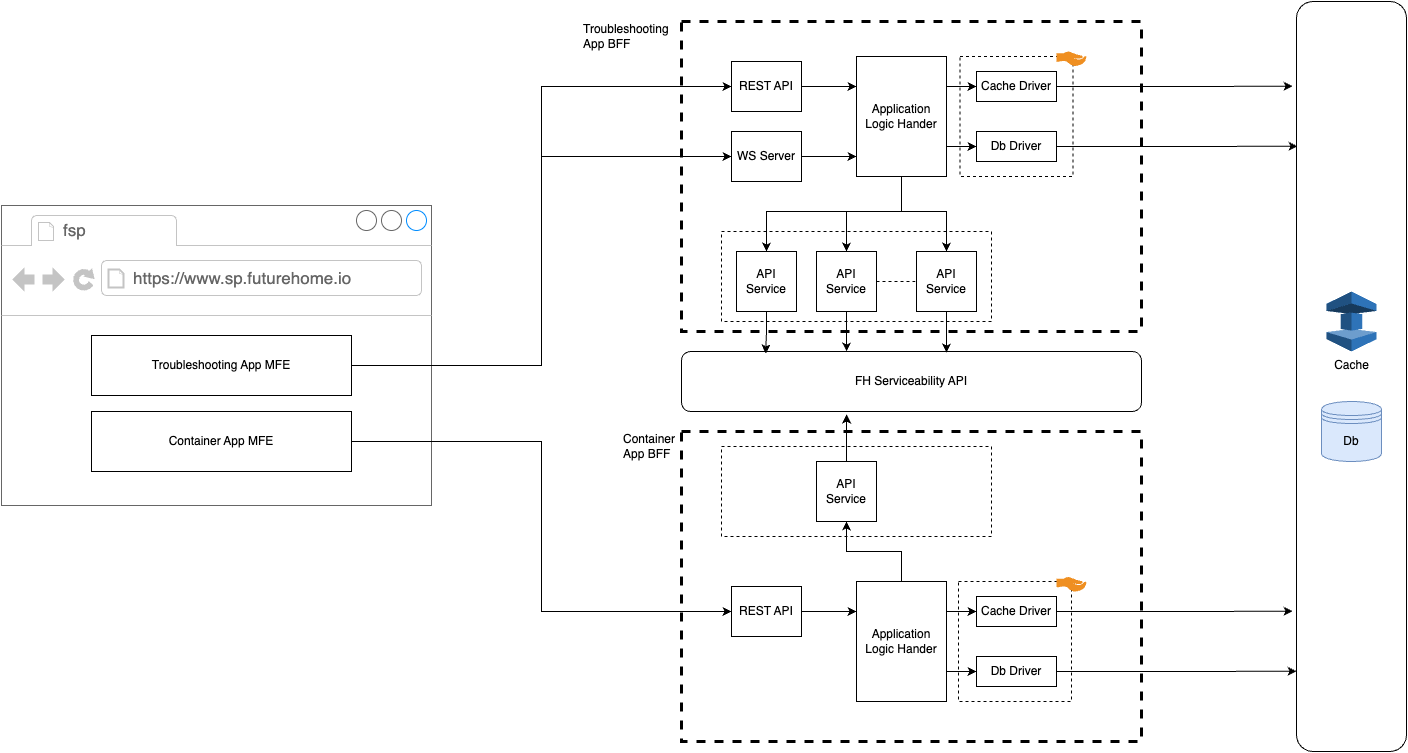 Troubleshooting
App BFF
REST API
WS Server
Application
Logic Hander
Cache Driver
Db Driver
fsp
https://www.sp.futurehome.io
Troubleshooting App MFE
Container App MFE
API
Service
API
Service
API
Service
FH Serviceability API
Cache
Db
Container
App BFF
API
Service
REST API
Application
Logic Hander
Cache Driver
Db Driver